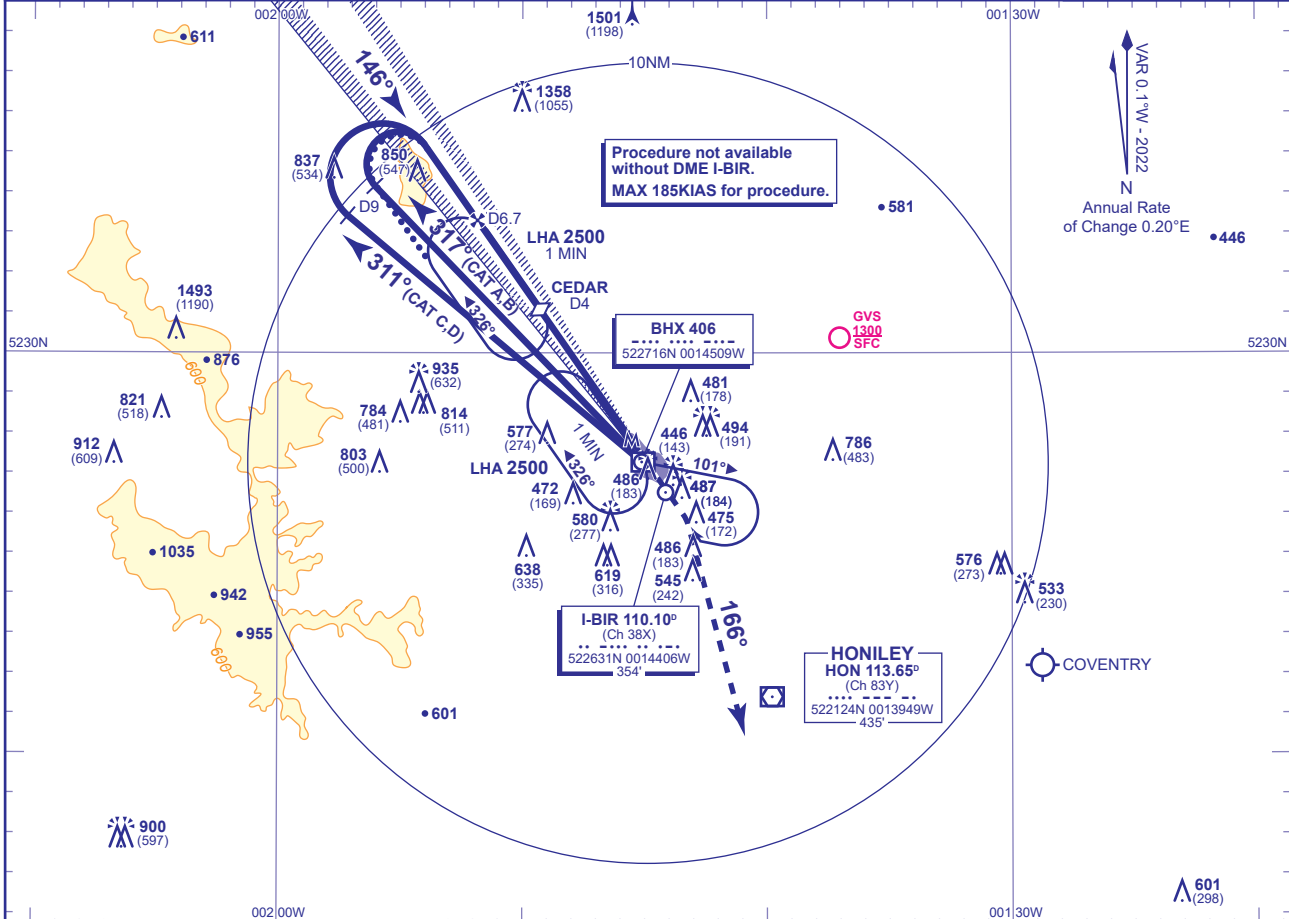 002 00W
1501
(1198)
001 30W
611
10NM
146°
1358
(1055)
VAR 0.1°W - 2022
N
Annual Rate
of Change 0.20°E
Procedure not available
without DME I-BIR.
MAX 185KIAS for procedure.
837
(534)
850
(547)
D9
D6.7
581
446
317° (CAT A,B)
LHA 2500
1 MIN
311° (CAT C,D)
CEDAR
D4
326°
1493
(1190)
GVS
1300
SFC
BHX 406
522716N 0014509W
5230N
5230N
876
600
935
(632)
481
(178)
821
(518)
784
(481)
814
(511)
494
(191)
577
(274)
1 MIN
446
(143)
786
(483)
912
(609)
803
(500)
LHA 2500
326°
101°
486
(183)
487
(184)
472
(169)
475
(172)
580
(277)
1035
638
(335)
619
(316)
486
(183)
545
(242)
576
(273)
533
(230)
942
955
600
I-BIR 110.10ᴰ
(Ch 38X)
522631N 0014406W
354'
166°
HONILEY
HON 113.65ᴰ
(Ch 83Y)
522124N 0013949W
435'
COVENTRY
601
900
(597)
601
(298)
002 00W
001 30W